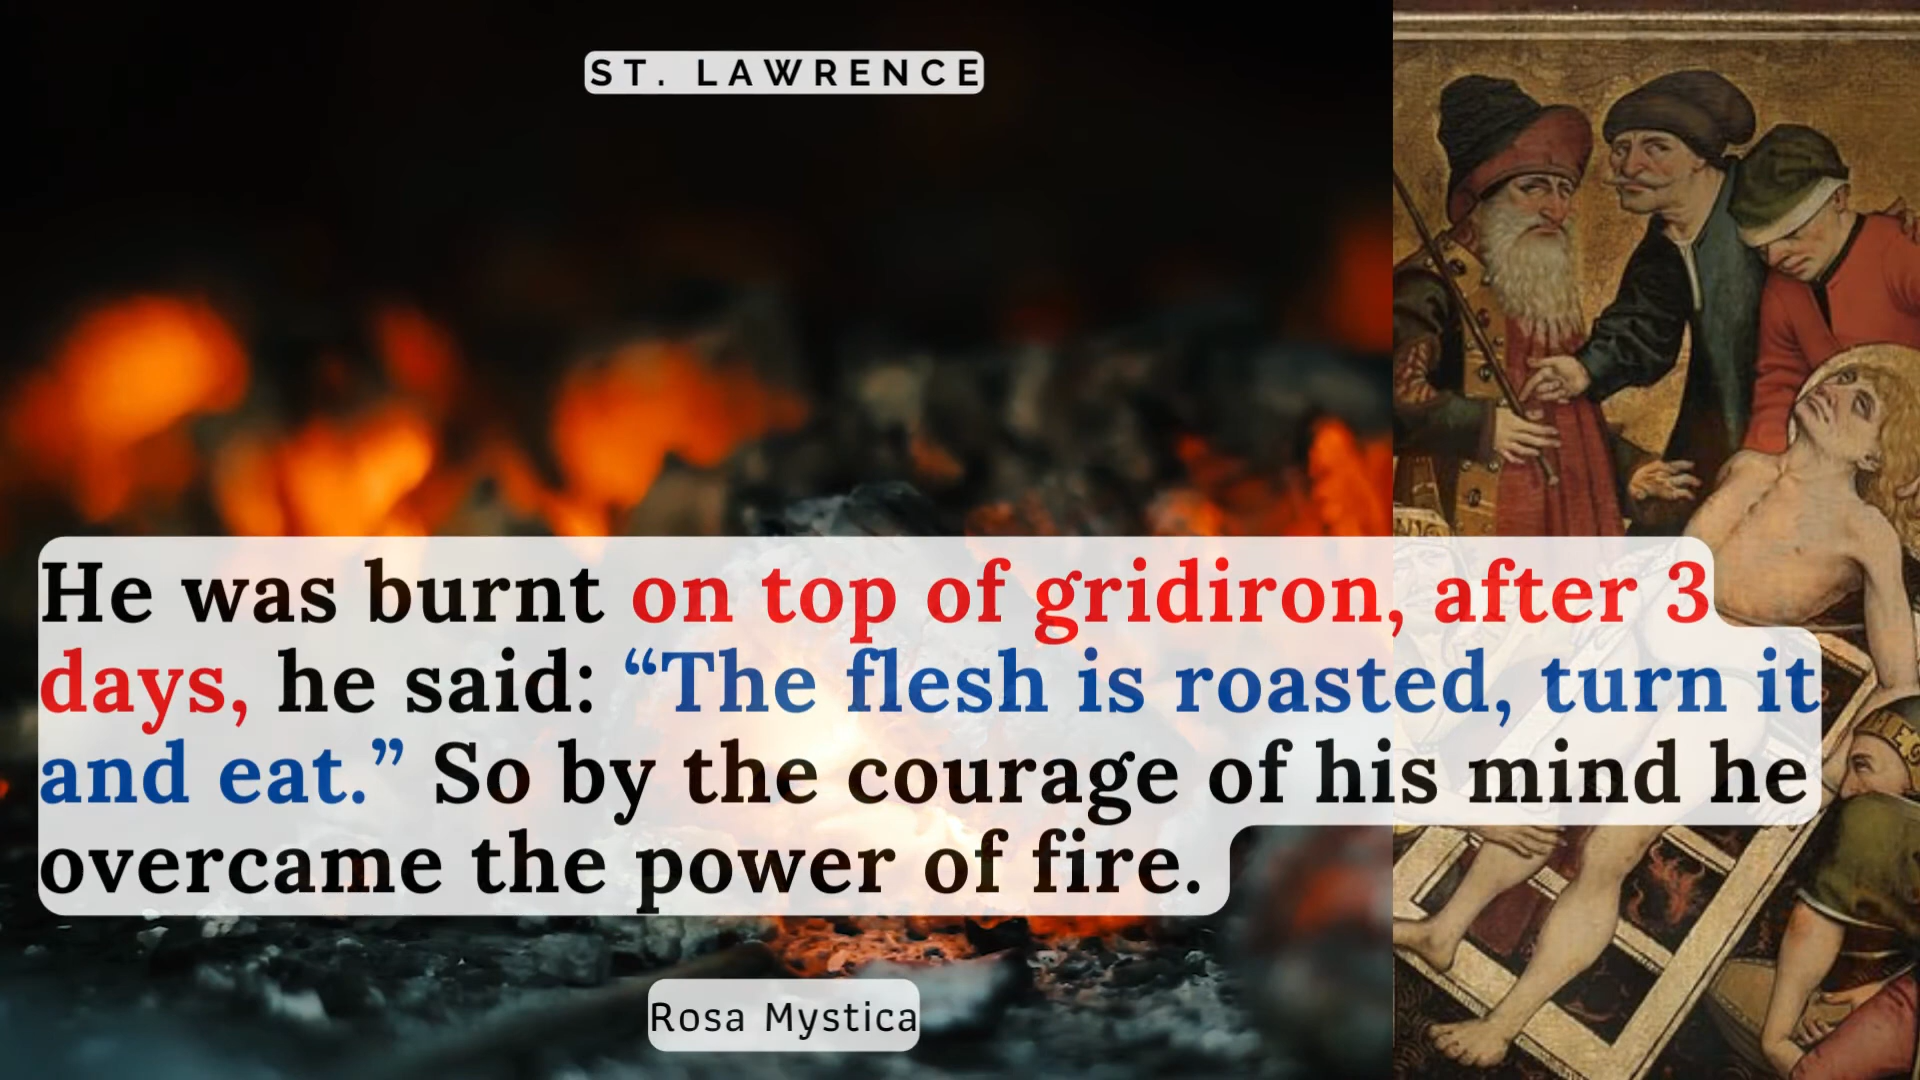 ST. LAWRENCE
He was burnt on top of gridiron, after 3
days, he said: “The flesh is roasted, turn it
and eat.” So by the courage of his mind he
overcame the power of fire.
Rosa Mystica